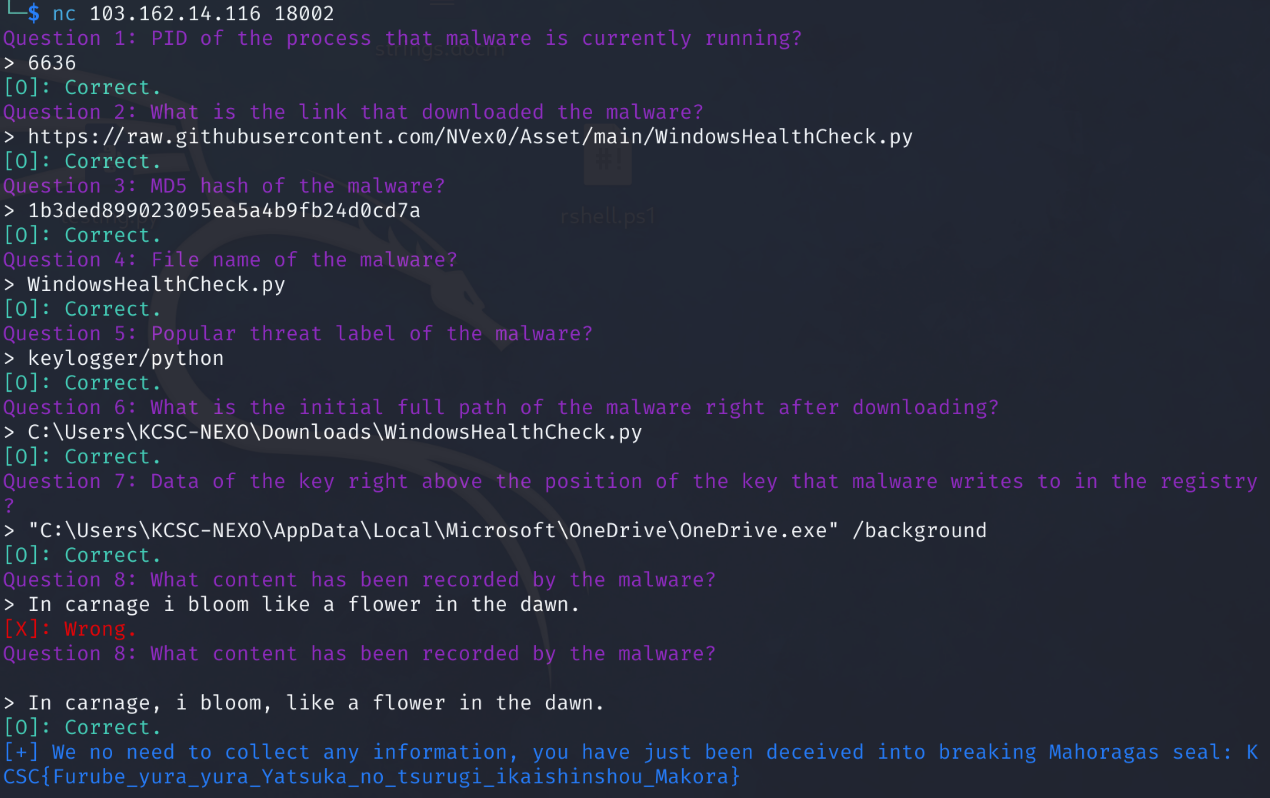 └─$ nc 103.162.14.116 18002
Question 1: PID of the process that malware is currently running?
strings.docm
> 6636
[O]: Correct.
Question 2: What is the link that downloaded the malware?
> https://raw.githubusercontent.com/NVex0/Asset/main/WindowsHealthCheck.py
[O]: Correct.
Question 3: MD5 hash of the malware?
> 1b3ded899023095ea5a4b9fb24d0cd7a
rshell.ps1
[O]: Correct.
Question 4: File name of the malware?
> WindowsHealthCheck.py
[O]: Correct.
Question 5: Popular threat label of the malware?
> keylogger/python
[O]: Correct.
Question 6: What is the initial full path of the malware right after downloading?
> C:\Users\KCSC-NEXO\Downloads\WindowsHealthCheck.py
[O]: Correct.
Question 7: Data of the key right above the position of the key that malware writes to in the registry
?
> "C:\Users\KCSC-NEXO\AppData\Local\Microsoft\OneDrive\OneDrive.exe" /background
[O]: Correct.
Question 8: What content has been recorded by the malware?
> In carnage i bloom like a flower in the dawn.
[X]: Wrong.
Question 8: What content has been recorded by the malware?
> In carnage, i bloom, like a flower in the dawn.
[O]: Correct.
[+] We no need to collect any information, you have just been deceived into breaking Mahoragas seal: K
CSC{Furube_yura_yura_Yatsuka_no_tsurugi_ikaishinshou_Makora}